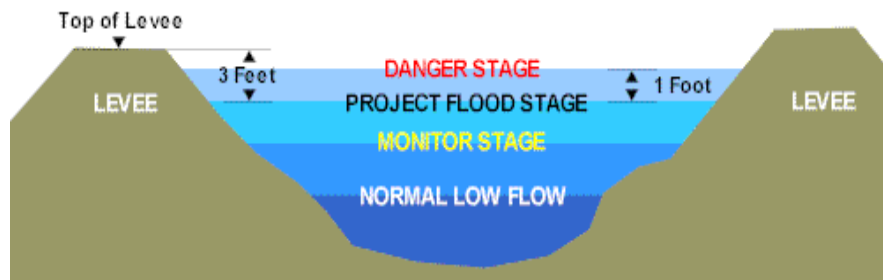 Top of Levee
3 Feet
DANGER STAGE
1 Foot
LEVEE
PROJECT FLOOD STAGE
LEVEE
MONITOR STAGE
NORMAL LOW FLOW